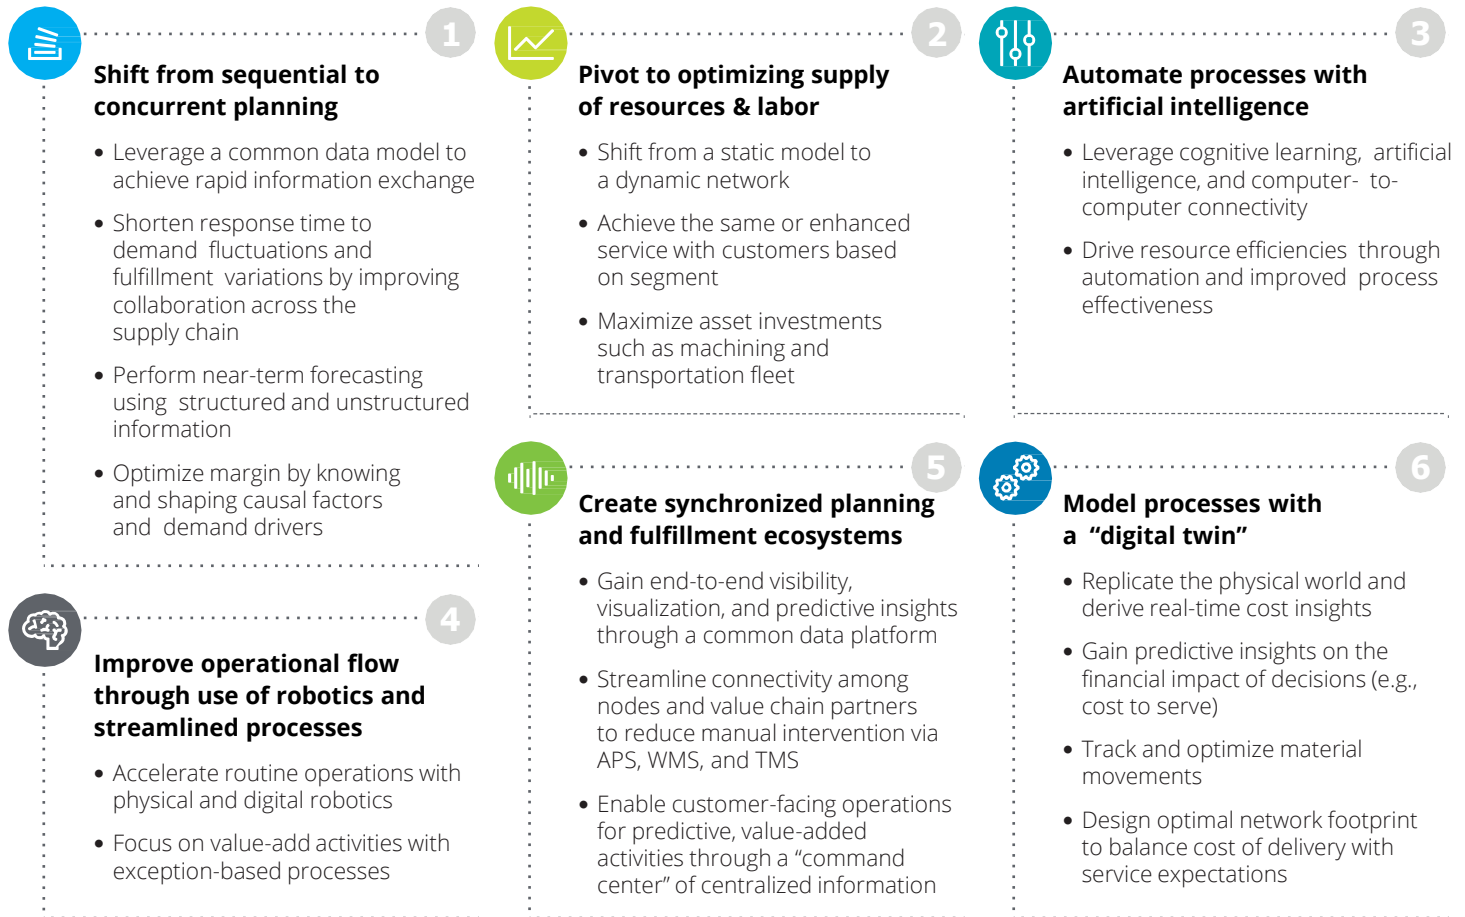 1
Shift from sequential to
concurrent planning
• Leverage a common data model to
achieve rapid information exchange
• Shorten response time to
demand fluctuations and
fulfillment variations by improving
collaboration across the
supply chain
• Perform near-term forecasting
using structured and unstructured
information
• Optimize margin by knowing
and shaping causal factors
and demand drivers
2
Pivot to optimizing supply
of resources & labor
• Shift from a static model to
a dynamic network
• Achieve the same or enhanced
service with customers based
on segment
• Maximize asset investments
such as machining and
transportation fleet
3
Automate processes with
artificial intelligence
• Leverage cognitive learning, artificial
intelligence, and computer- to-
computer connectivity
• Drive resource efficiencies through
automation and improved process
effectiveness
4
Improve operational flow
through use of robotics and
streamlined processes
• Accelerate routine operations with
physical and digital robotics
• Focus on value-add activities with
exception-based processes
5
Create synchronized planning
and fulfillment ecosystems
• Gain end-to-end visibility,
visualization, and predictive insights
through a common data platform
• Streamline connectivity among
nodes and value chain partners
to reduce manual intervention via
APS, WMS, and TMS
• Enable customer-facing operations
for predictive, value-added
activities through a “command
center” of centralized information
6
Model processes with
a “digital twin”
• Replicate the physical world and
derive real-time cost insights
• Gain predictive insights on the
financial impact of decisions (e.g.,
cost to serve)
• Track and optimize material
movements
• Design optimal network footprint
to balance cost of delivery with
service expectations